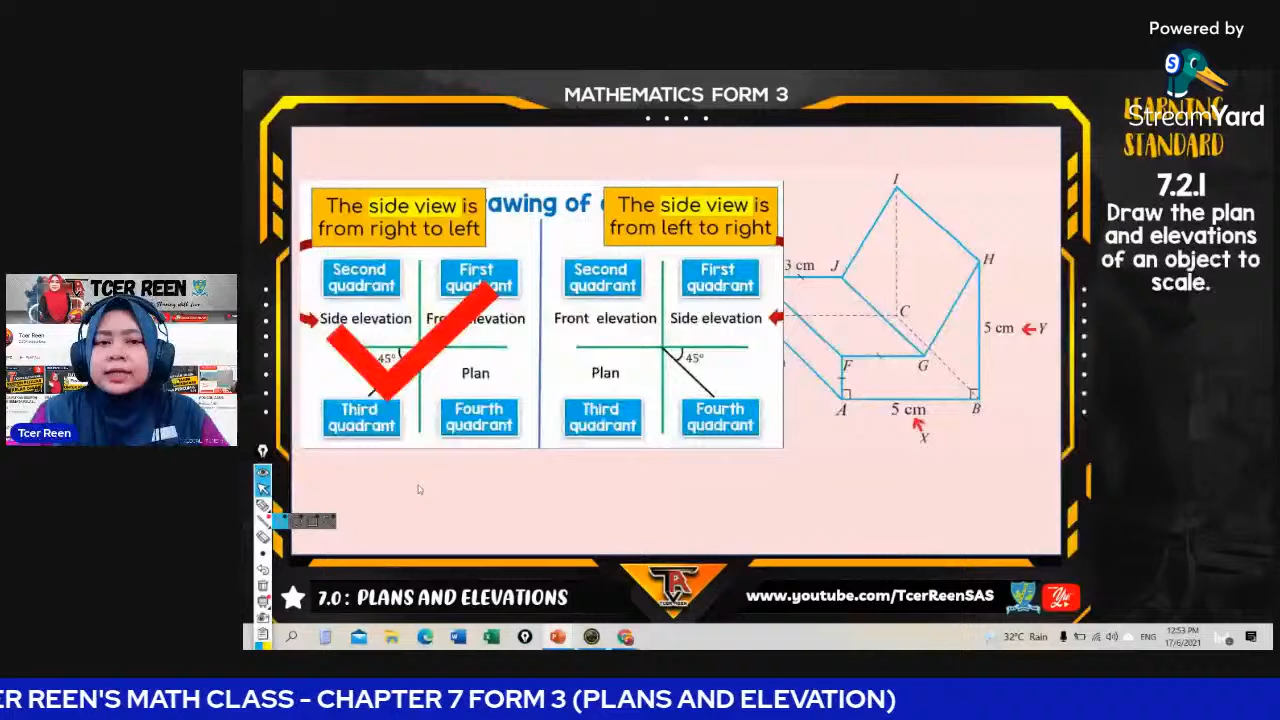 Powered by
StreamYard
MATHEMATICS FORM 3
LEARNING
STANDARD
7.2.1
Draw the plan
and elevations
of an object to
scale.
The side view is
from right to left
awing of
The side view is
from left to right
Second
quadrant
First
quadrant
Side elevation
Front elevation
45°
Plan
Third
quadrant
Fourth
quadrant
Second
quadrant
First
quadrant
Front elevation
Side elevation
45°
Plan
Third
quadrant
Fourth
quadrant
I
3 cm
J
H
C
5 cm
Y
F
G
A
5 cm
B
X
TCER REEN
Tcer Reen
Tcer Reen
7.0: PLANS AND ELEVATIONS
TR
www.youtube.com/TcerReenSAS
32°C Rain
ENG
12:53 PM
17/6/2021
ER REEN'S MATH CLASS - CHAPTER 7 FORM 3 (PLANS AND ELEVATION)